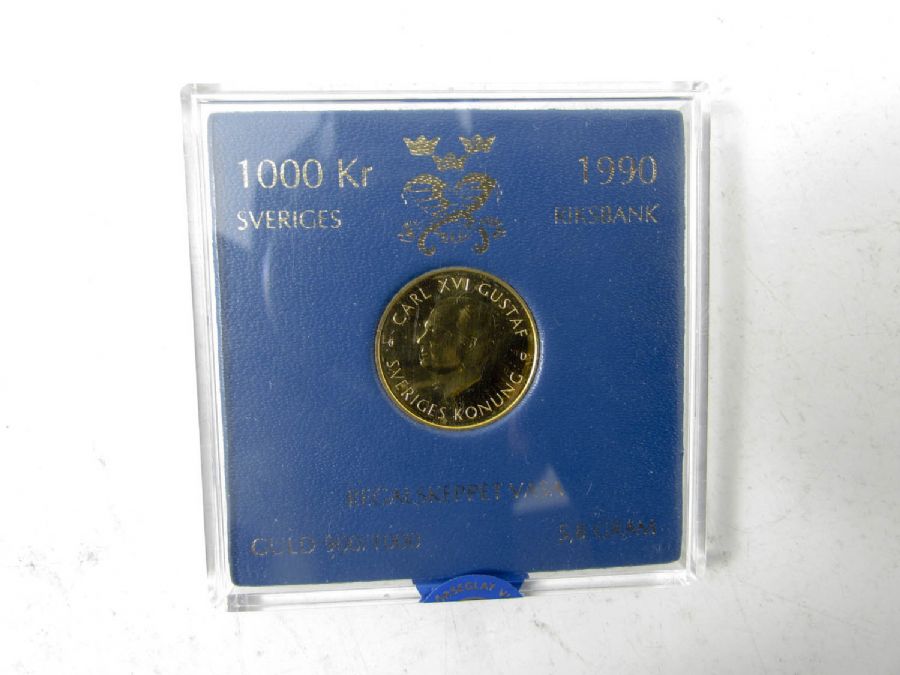 1000 Kr
1990
SVERIGES
RIKSBANK
CARL XVI GUSTAF
SVERIGES KONUNG
REGALSKEPPET VASA
GULD 900/1000
5,8 GRAM